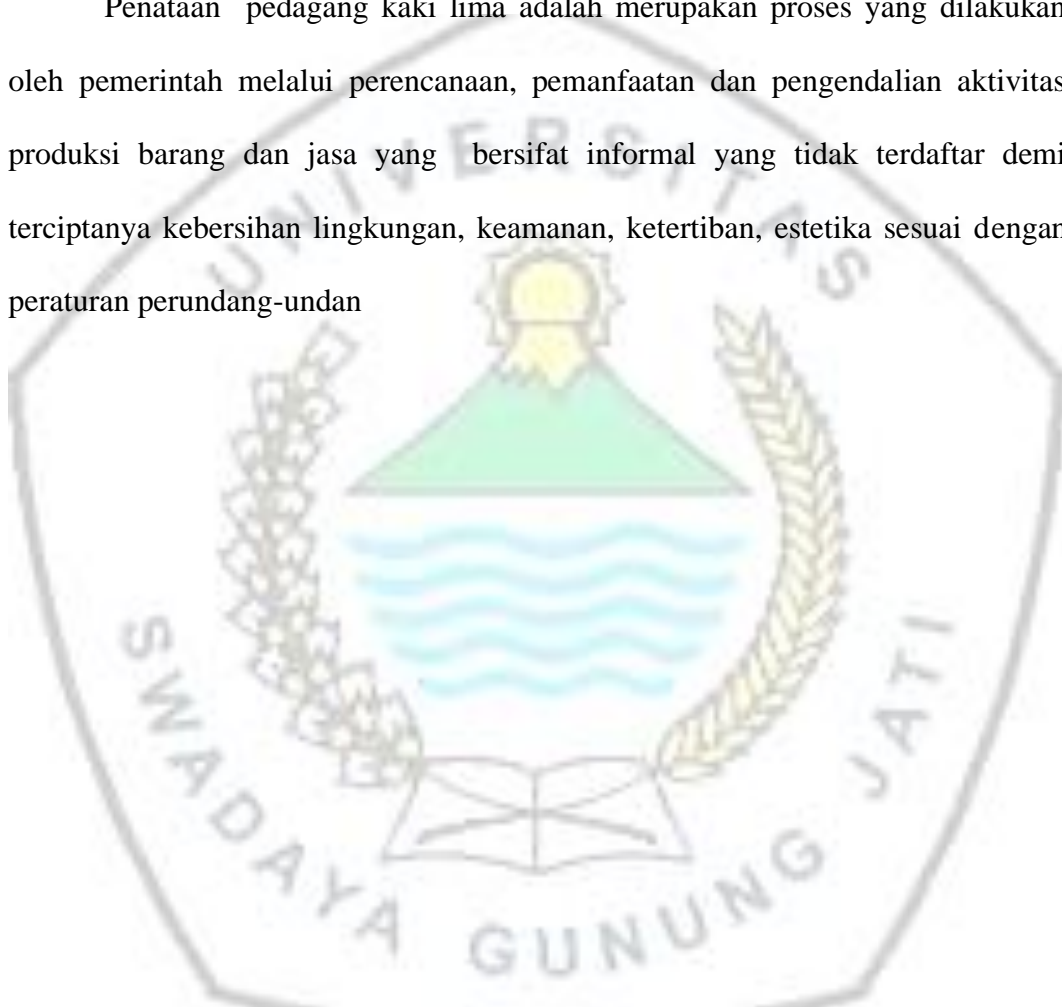 Penataan pedagang kaki lima adalah merupakan proses yang dilakukan
oleh pemerintah melalui perencanaan, pemanfaatan dan pengendalian aktivitas
produksi barang dan jasa yang bersifat informal yang tidak terdaftar demi
terciptanya kebersihan lingkungan, keamanan, ketertiban, estetika sesuai dengan
peraturan perundang-undan
UNIVERSITAS
SWADAYA GUNUNG JATI